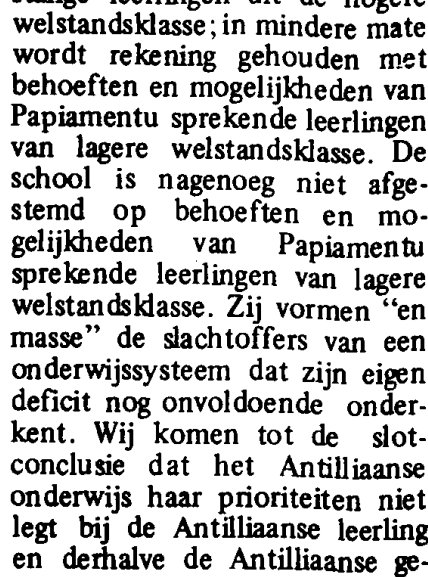 welstandsklasse; in mindere mate
wordt rekening gehouden met
behoeften en mogelijkheden van
Papiamentu sprekende leerlingen
van lagere welstandsklasse. De
school is nagenoeg niet afge-
stemd op behoeften en mo-
gelijkheden van Papiamentu
sprekende leerlingen van lagere
welstandsklasse. Zij vormen “en
masse” de slachtoffers van een
onderwijssysteem dat zijn eigen
deficit nog onvoldoende onder-
kent. Wij komen tot de slot-
conclusie dat het Antilliaanse
onderwijs haar prioriteiten niet
legt bij de Antilliaanse leerling
en derhalve de Antilliaanse ge-